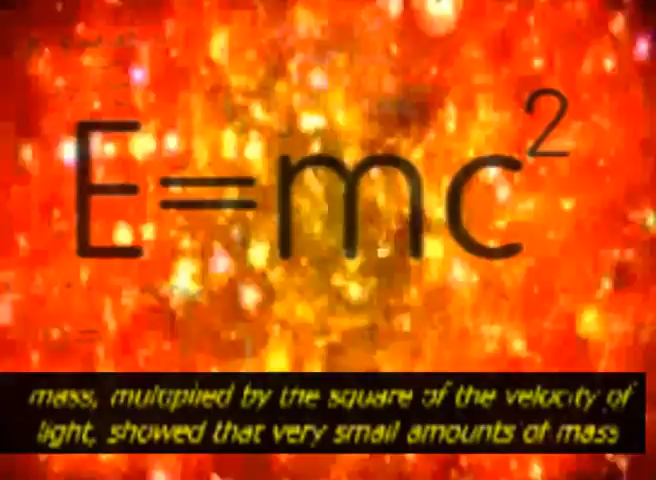 E=mc²
mass, multiplied by the square of the velocity of
light, showed that very small amounts of mass